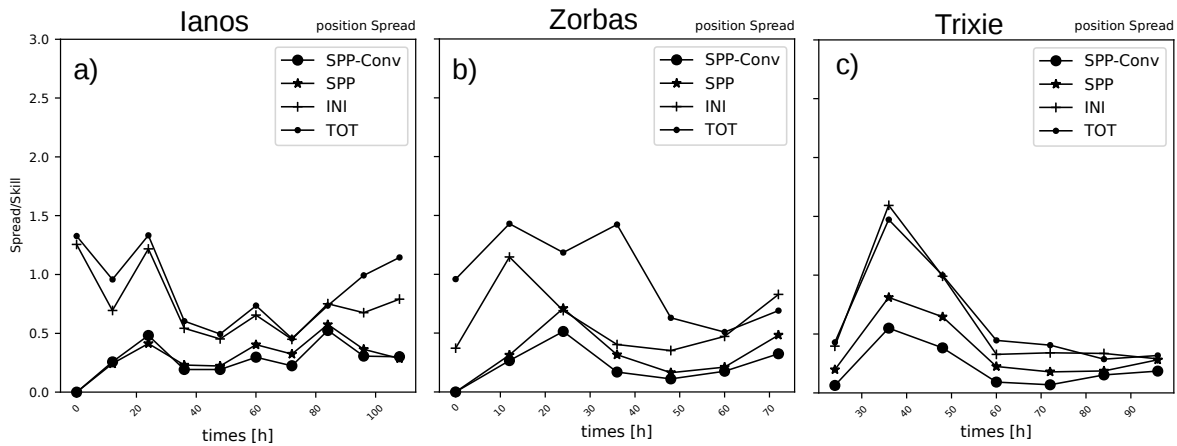 Ianos
position Spread
Zorbas
position Spread
Trixie
position Spread
a)
SPP-Conv
SPP
INI
TOT
b)
SPP-Conv
SPP
INI
TOT
c)
SPP-Conv
SPP
INI
TOT
Spread/Skill
3.0
2.5
2.0
1.5
1.0
0.5
0.0
0 20 40 60 80 100
times [h]
0 10 20 30 40 50 60 70
times [h]
30 40 50 60 70 80 90
times [h]